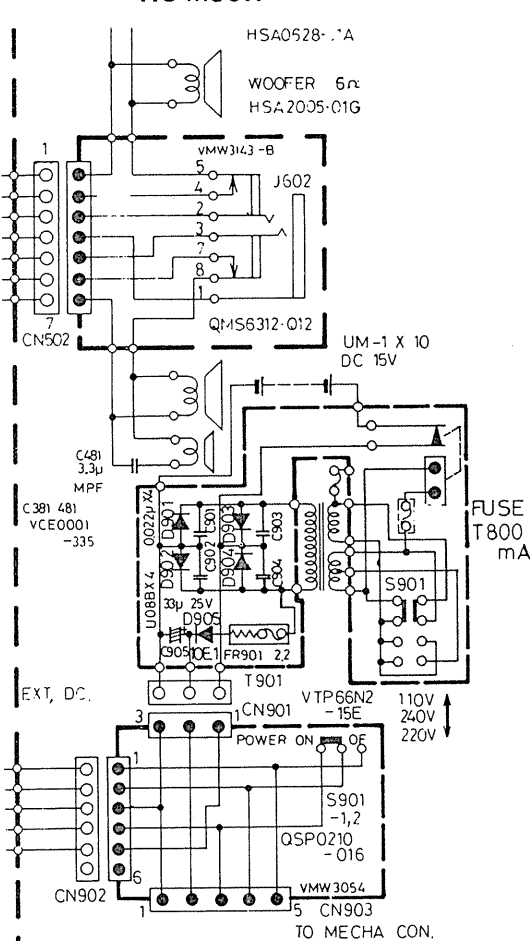 HSA0628-
WOOFER 6Ω
HSA2005-01G
VMW3143-B
1
5
4
2
3
7
8
1
J602
7
CN502
QMS6312-012
UM-1 X 10
DC 15V
C481
3.3μ
MPF
C381 481
VCE0001
-335
0.022μ X4
D901
C901
D903
C903
D90
C902
D904
C904
U08BX4
33μ 25V
D905
C905
10E1
FR901 2,2
FUSE
T800
mA
S901
EXT, DC,
T901
VTP66N2
-15E
110V
240V
220V
3
1
CN901
POWER ON OF
1
S901
-1,2
QSP0210
-016
6
CN902
VMW3054
1
5
CN903
TO MECHA CON,